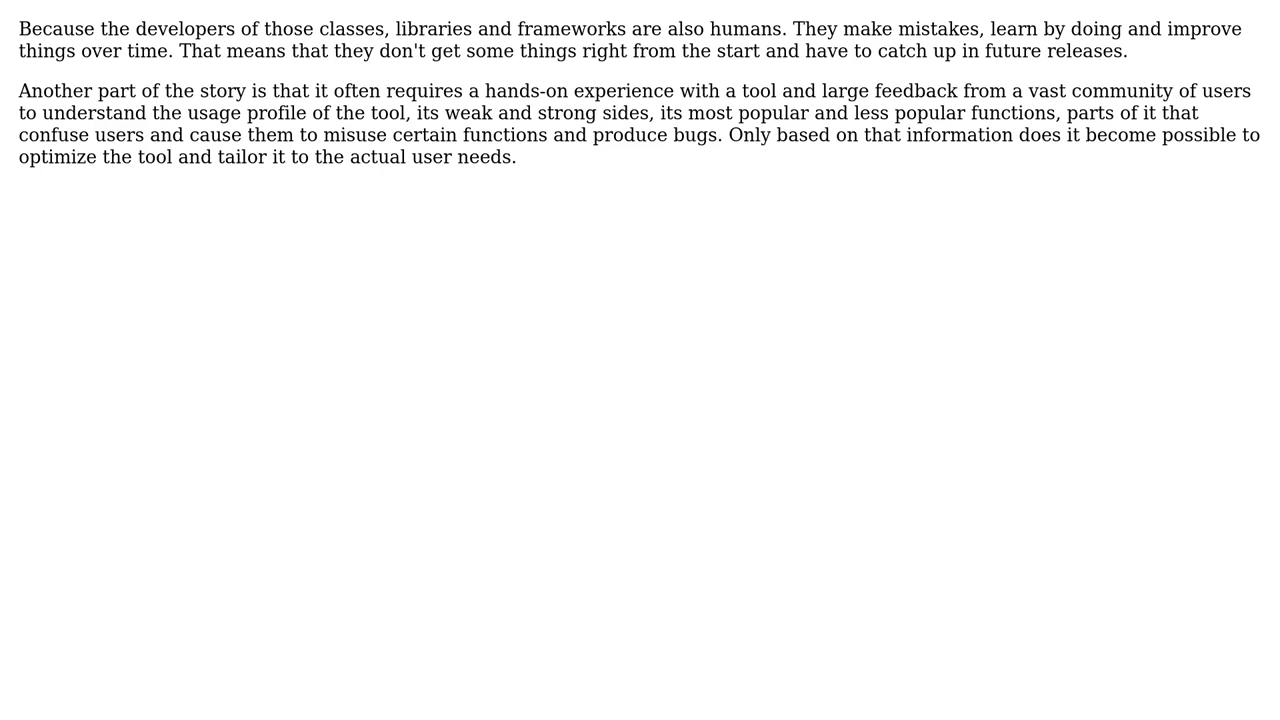 Because the developers of those classes, libraries and frameworks are also humans. They make mistakes, learn by doing and improve
things over time. That means that they don't get some things right from the start and have to catch up in future releases.
Another part of the story is that it often requires a hands-on experience with a tool and large feedback from a vast community of users
to understand the usage profile of the tool, its weak and strong sides, its most popular and less popular functions, parts of it that
confuse users and cause them to misuse certain functions and produce bugs. Only based on that information does it become possible to
optimize the tool and tailor it to the actual user needs.